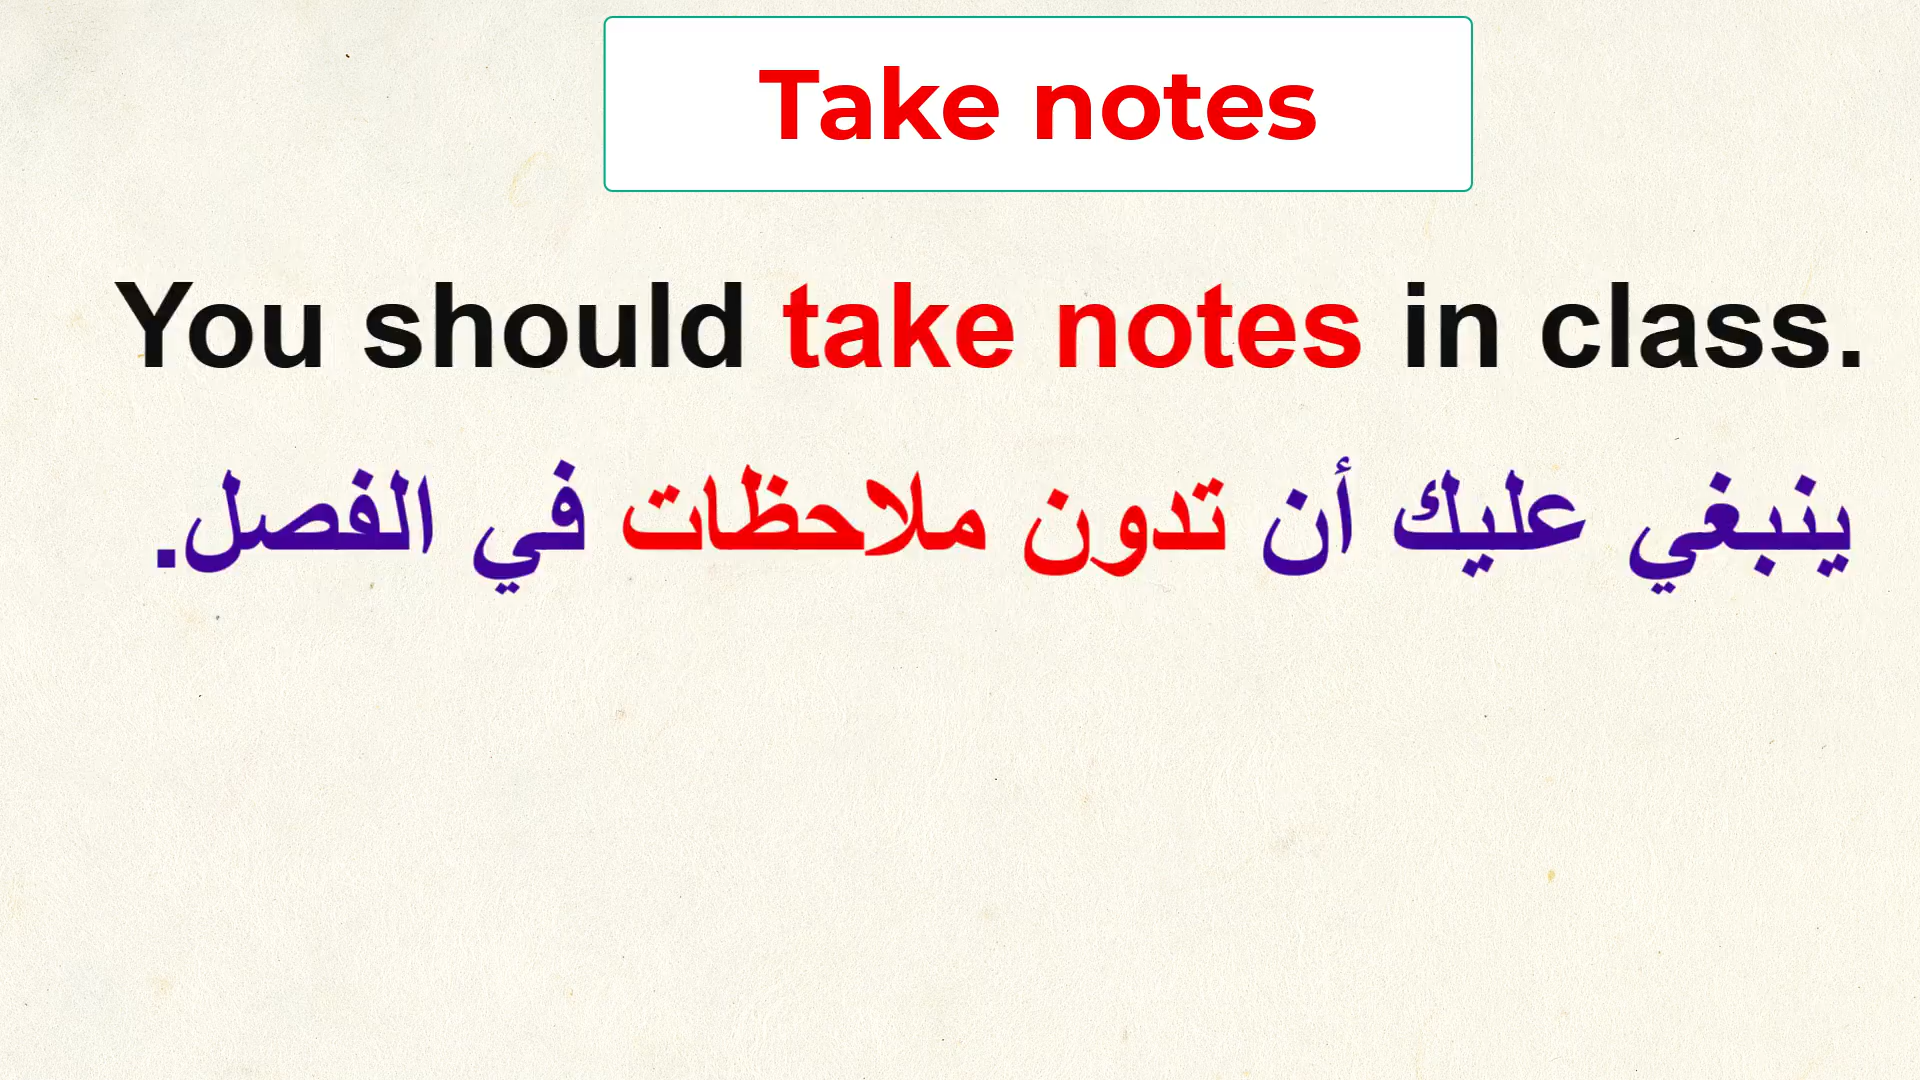 Take notes
You should take notes in class.
ينبغي عليك أن تدون ملاحظات في الفصل.